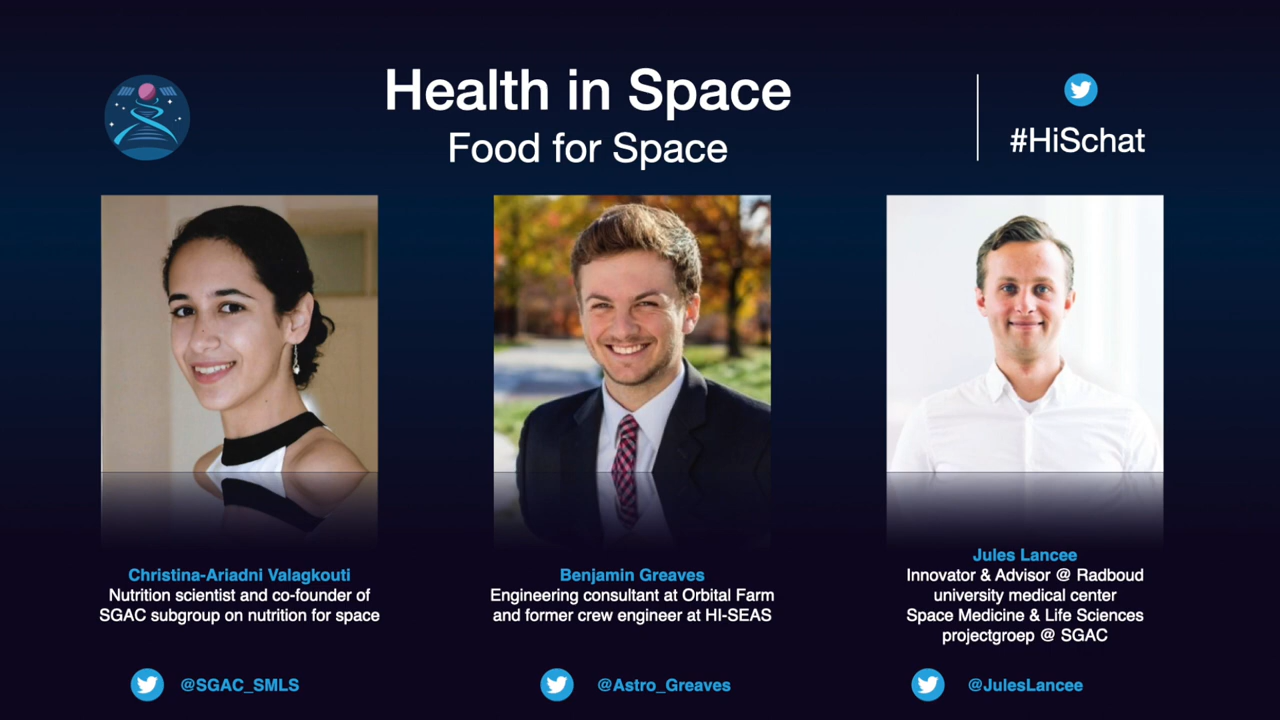 Health in Space
Food for Space
#HiSchat
Christina-Ariadni Valagkouti
Nutrition scientist and co-founder of
SGAC subgroup on nutrition for space
@SGAC_SMLS
Benjamin Greaves
Engineering consultant at Orbital Farm
and former crew engineer at HI-SEAS
@Astro_Greaves
Jules Lancee
Innovator & Advisor @ Radboud
university medical center
Space Medicine & Life Sciences
projectgroep @ SGAC
@JulesLancee